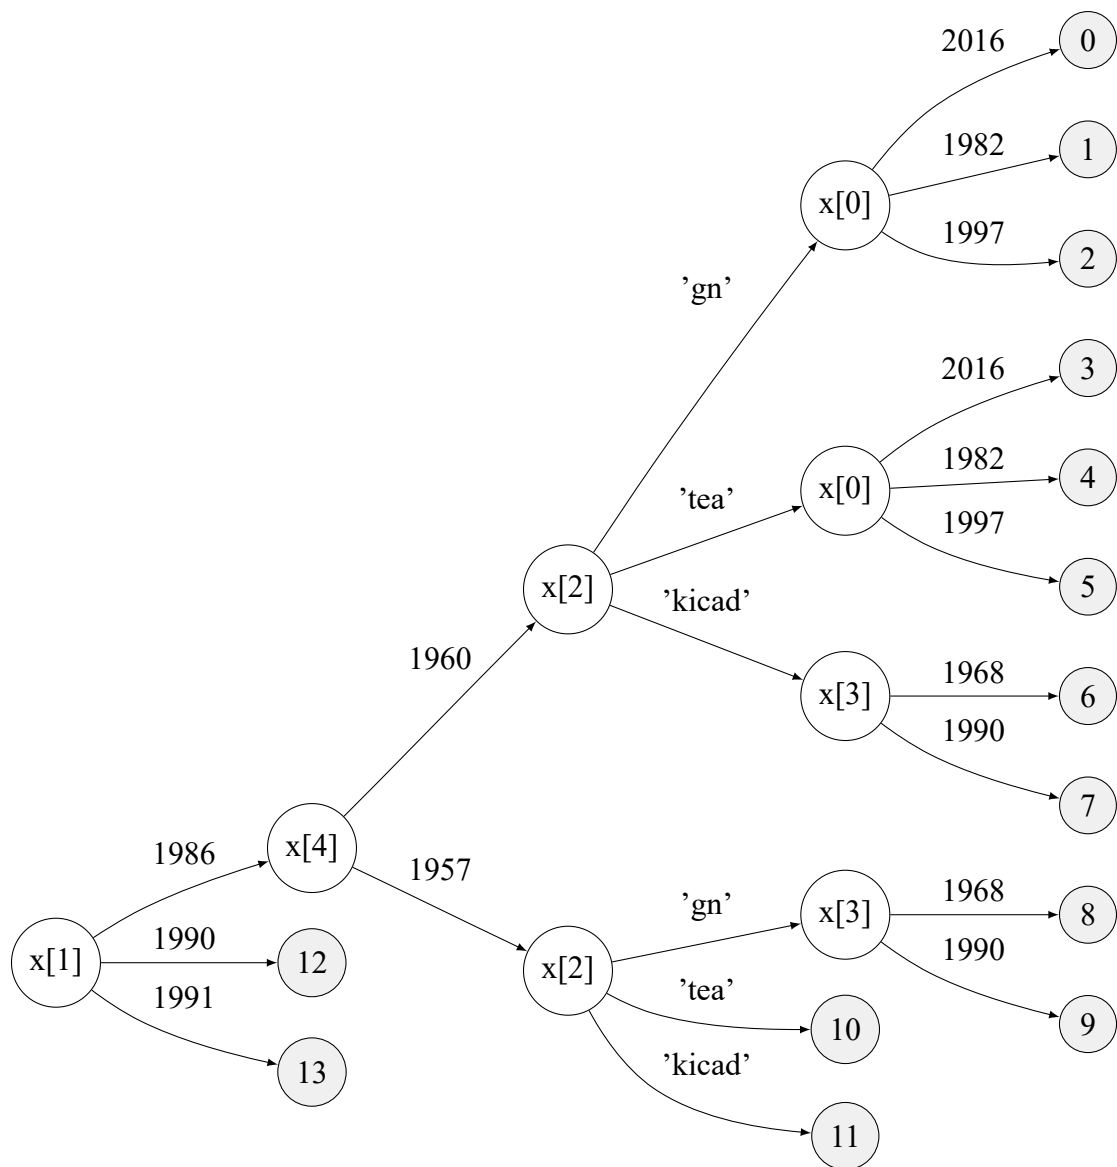 2016
0
1982
1
x[0]
1997
2
’gn’
2016
3
1982
4
’tea’
x[0]
1997
5
x[2]
’kicad’
1960
1968
6
x[3]
1990
7
1986
x[4]
1957
’gn’
1968
8
x[3]
1990
9
x[1]
1990
12
x[2]
’tea’
10
1991
13
’kicad’
11